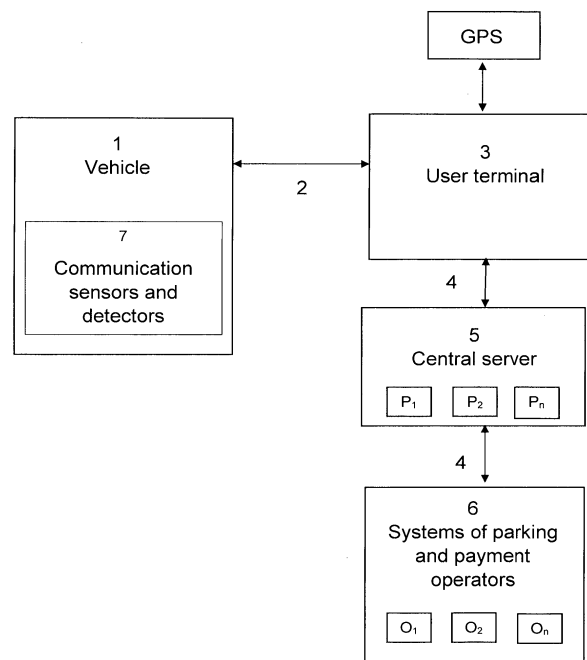 GPS
1
Vehicle
2
3
User terminal
7
Communication
sensors and
detectors
4
5
Central server
P₁ P₂ Pₙ
4
6
Systems of parking
and payment
operators
O₁ O₂ Oₙ